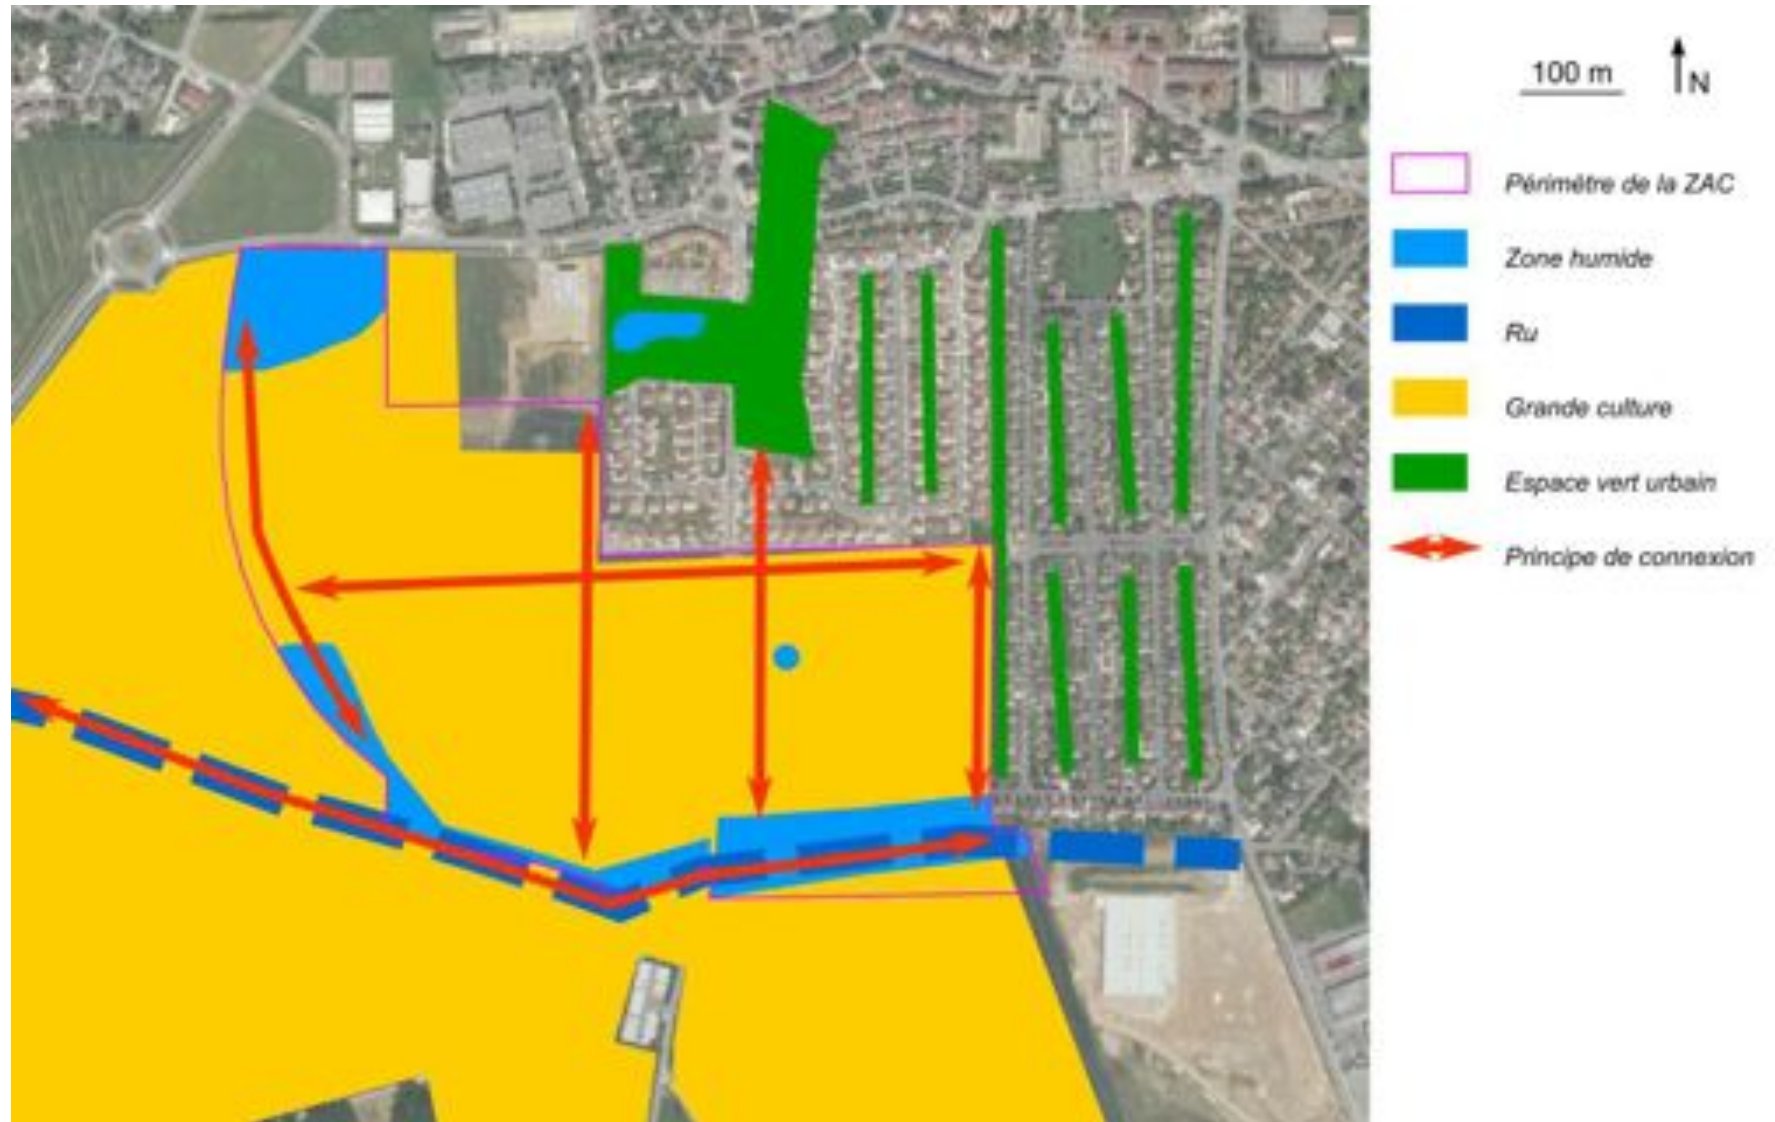 100 m
N
Périmètre de la ZAC
Zone humide
Ru
Grande culture
Espace vert urbain
Principe de connexion